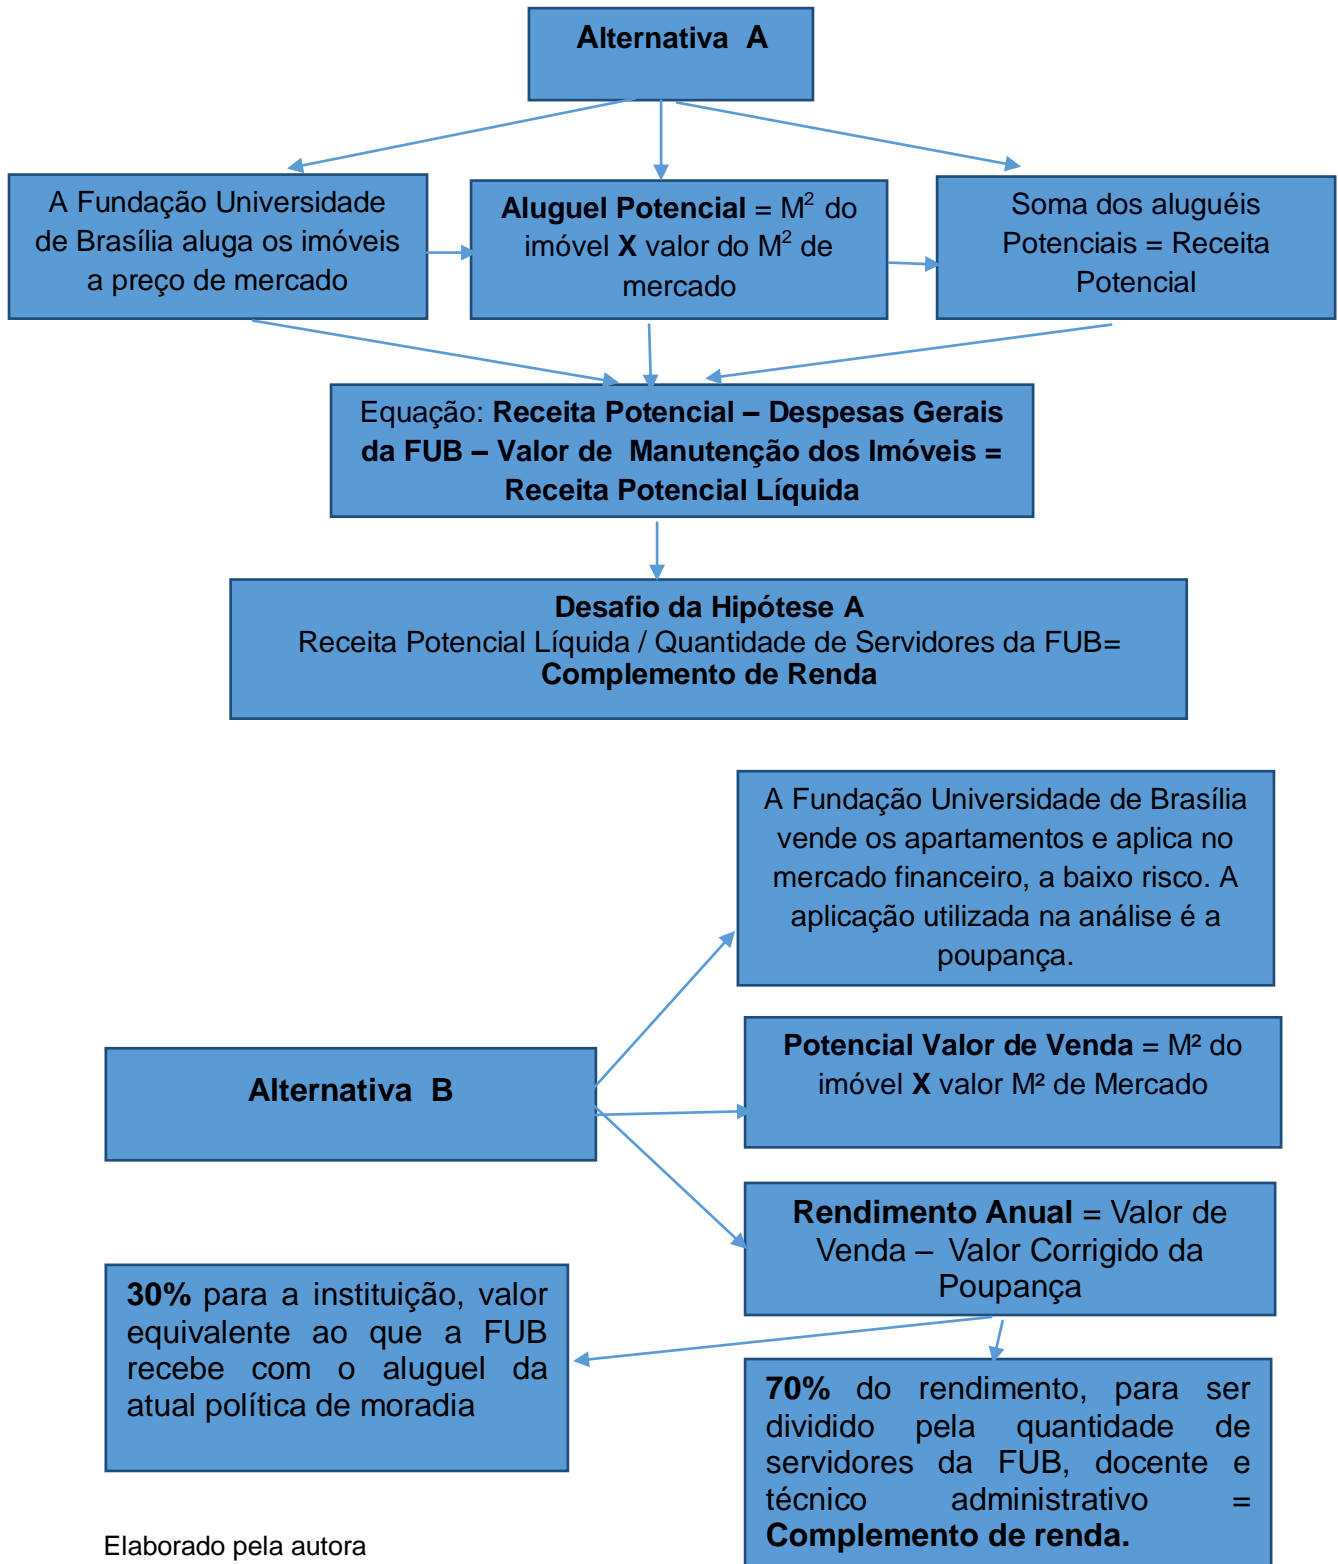 Alternativa A
A Fundação Universidade
de Brasília aluga os imóveis
a preço de mercado
Aluguel Potencial = M² do
imóvel X valor do M² de
mercado
Soma dos aluguéis
Potenciais = Receita
Potencial
Equação: Receita Potencial – Despesas Gerais
da FUB – Valor de Manutenção dos Imóveis =
Receita Potencial Líquida
Desafio da Hipótese A
Receita Potencial Líquida / Quantidade de Servidores da FUB=
Complemento de Renda
A Fundação Universidade de Brasília
vende os apartamentos e aplica no
mercado financeiro, a baixo risco. A
aplicação utilizada na análise é a
poupança.
Alternativa B
Potencial Valor de Venda = M² do
imóvel X valor M² de Mercado
Rendimento Anual = Valor de
Venda – Valor Corrigido da
Poupança
30% para a instituição, valor
equivalente ao que a FUB
recebe com o aluguel da
atual política de moradia
70% do rendimento, para ser
dividido pela quantidade de
servidores da FUB, docente e
técnico administrativo =
Complemento de renda.
Elaborado pela autora